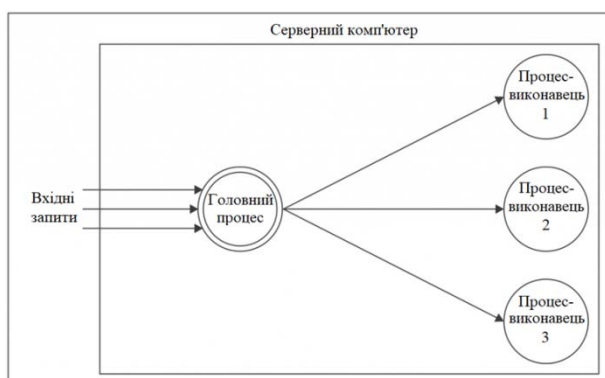 Серверний комп'ютер
Процес-
виконавець
1
Вхідні
запити
Головний
процес
Процес-
виконавець
2
Процес-
виконавець
3